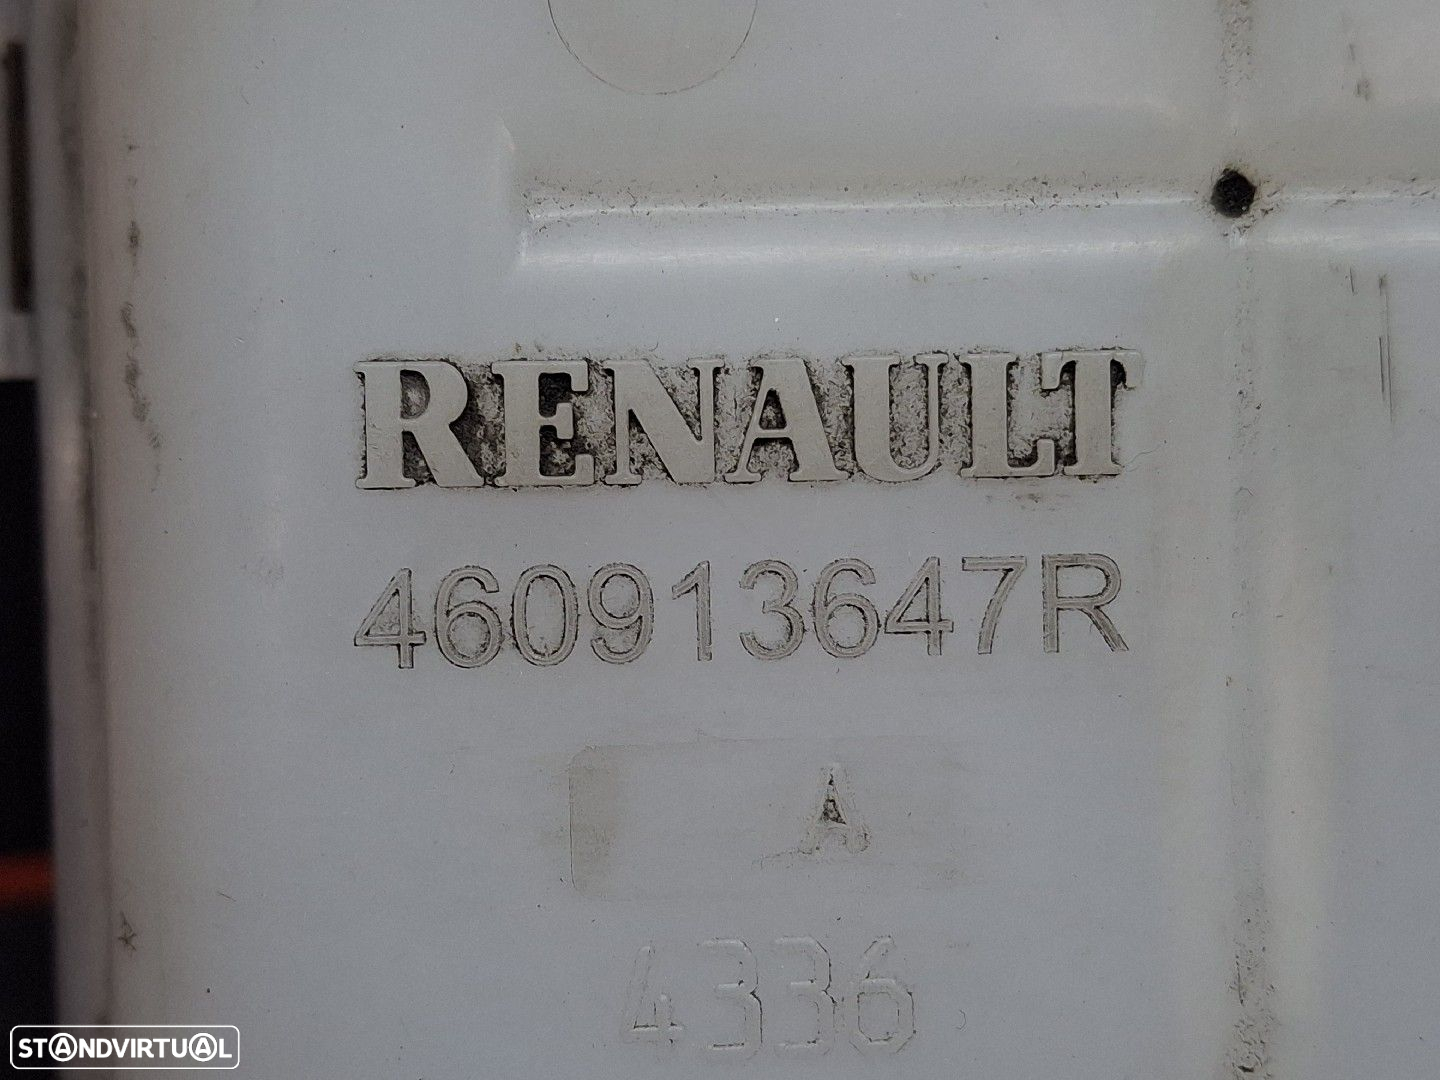 RENAULT
460913647R
A
4336
STANDVIRTUAL